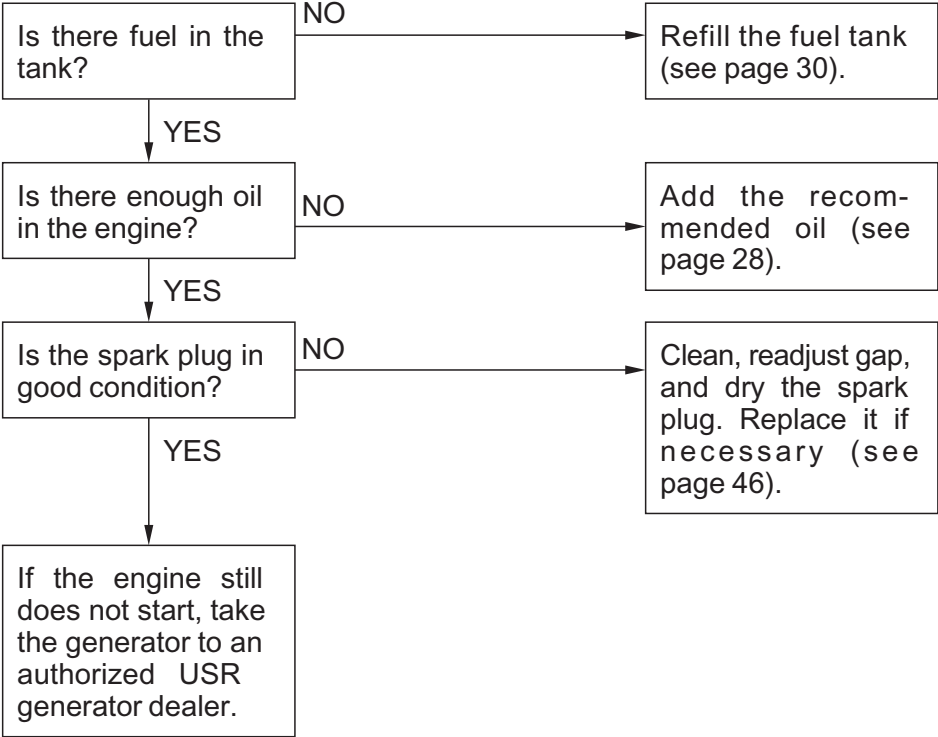 Is there fuel in the
tank?
NO
Refill the fuel tank
(see page 30).
YES
Is there enough oil
in the engine?
NO
Add the recom-
mended oil (see
page 28).
YES
Is the spark plug in
good condition?
NO
Clean, readjust gap,
and dry the spark
plug. Replace it if
necessary (see
page 46).
YES
If the engine still
does not start, take
the generator to an
authorized USR
generator dealer.